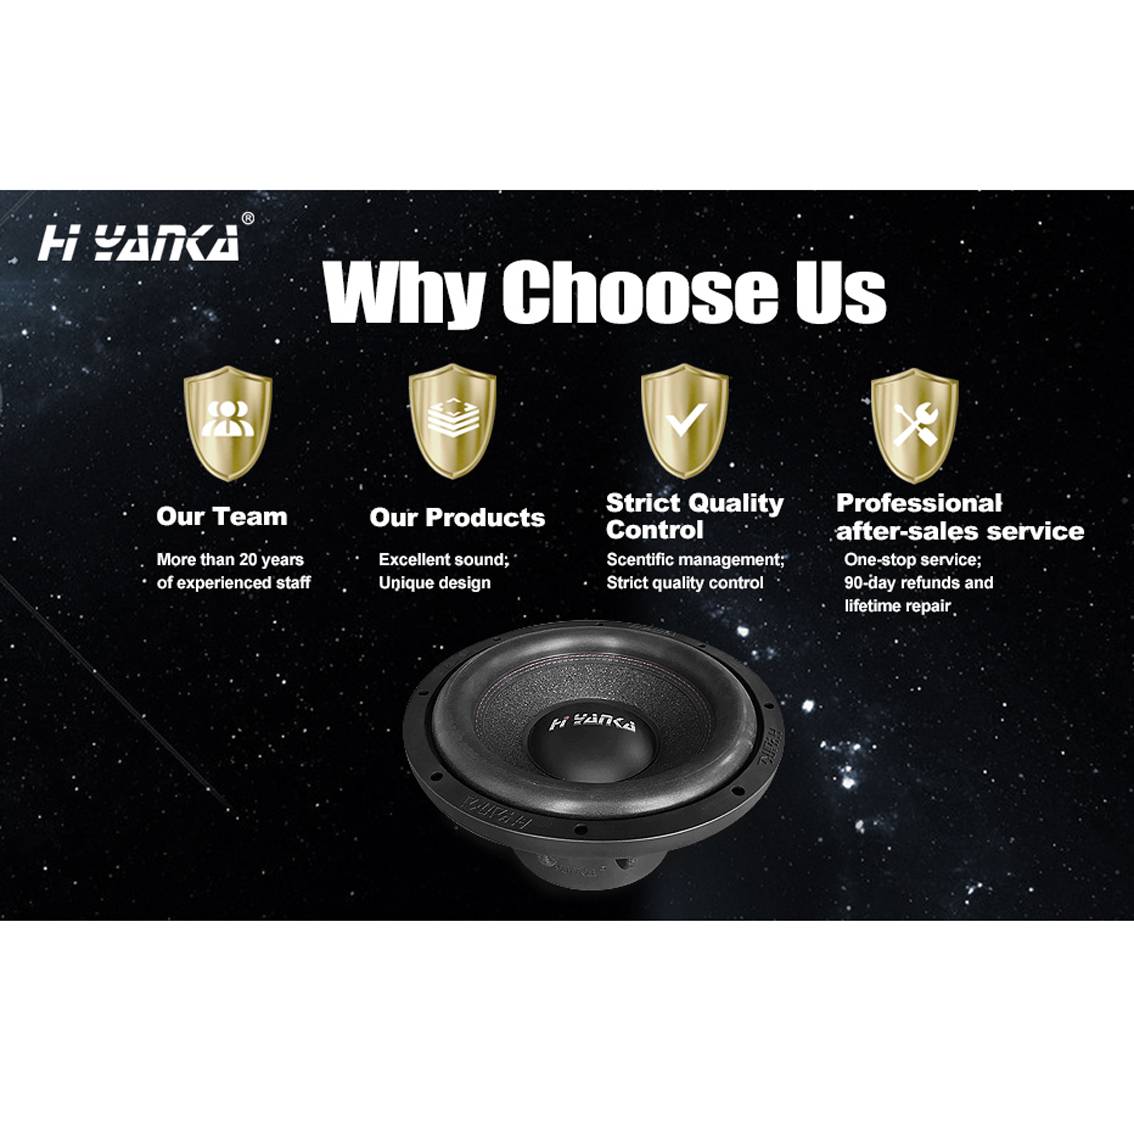 Hi YANKA®
Why Choose Us
Our Team
More than 20 years
of experienced staff
Our Products
Excellent sound;
Unique design
Strict Quality
Control
Scentific management;
Strict quality control
Professional
after-sales service
One-stop service;
90-day refunds and
lifetime repair
Hi YANKA
Hi YANKA